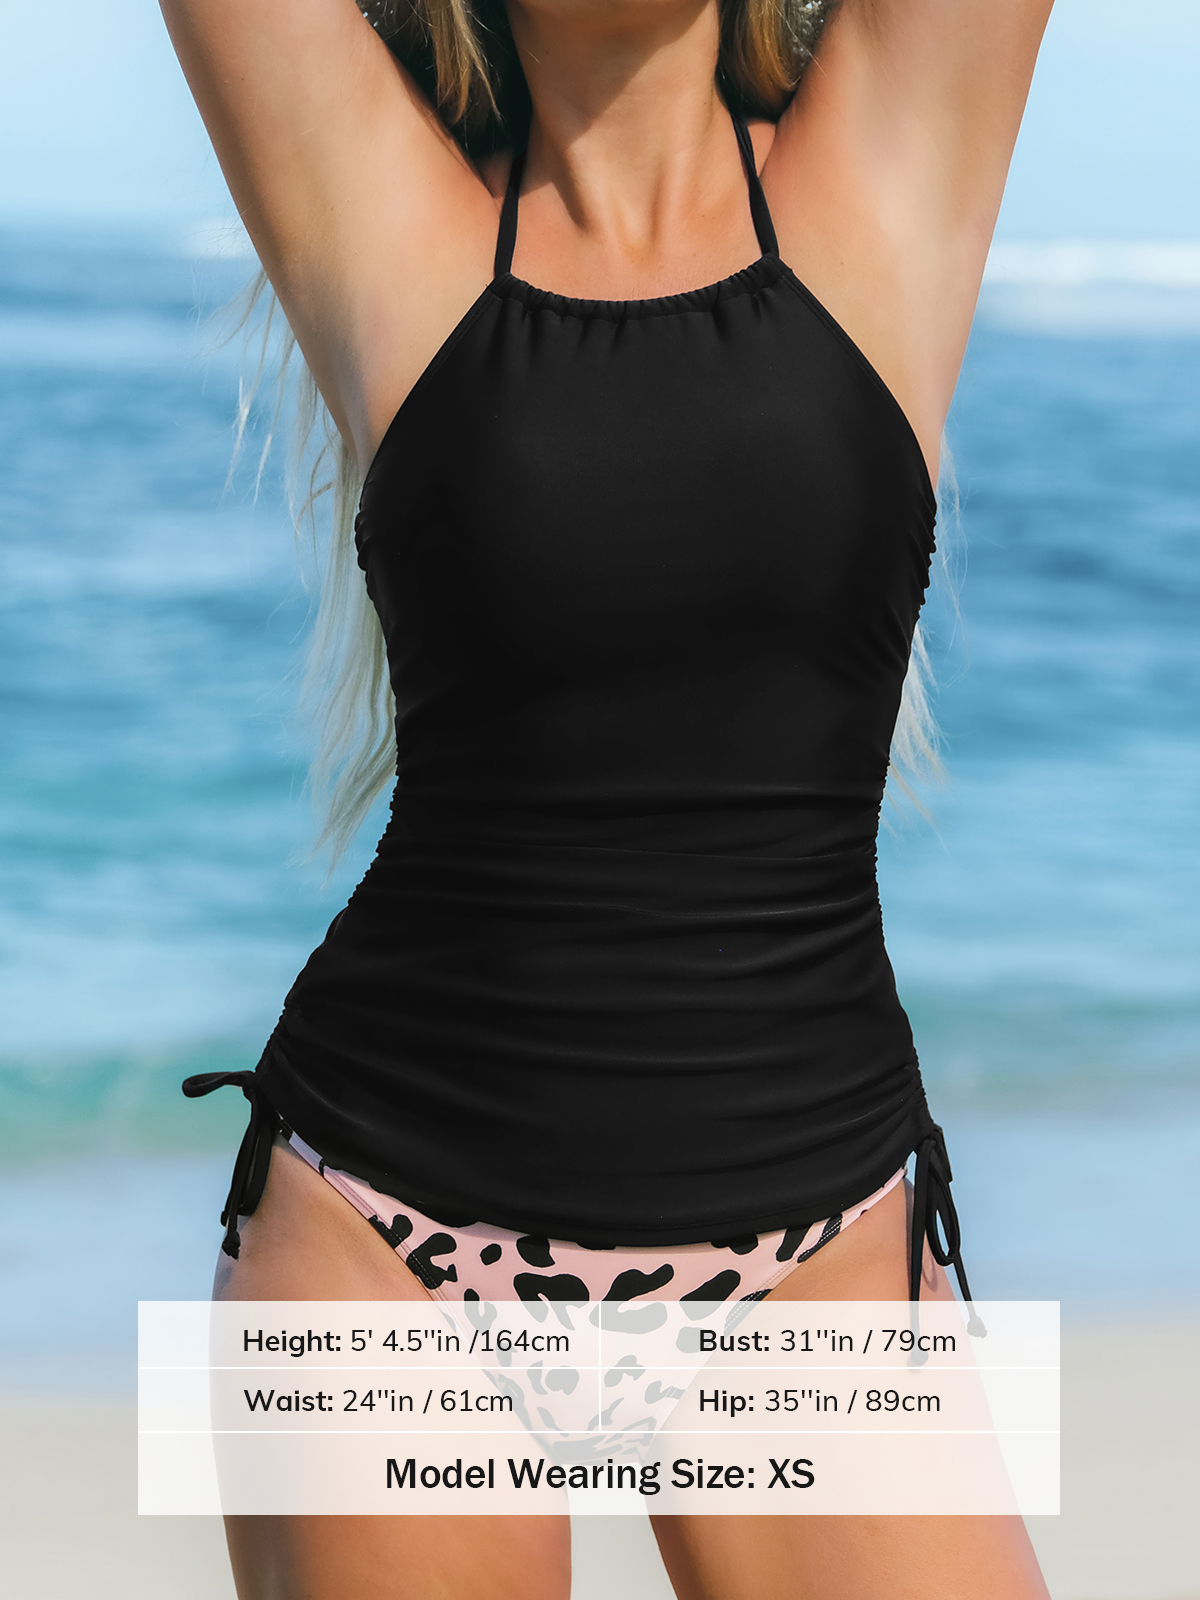 Height: 5' 4.5''in /164cm
Bust: 31''in / 79cm
Waist: 24''in / 61cm
Hip: 35''in / 89cm
Model Wearing Size: XS